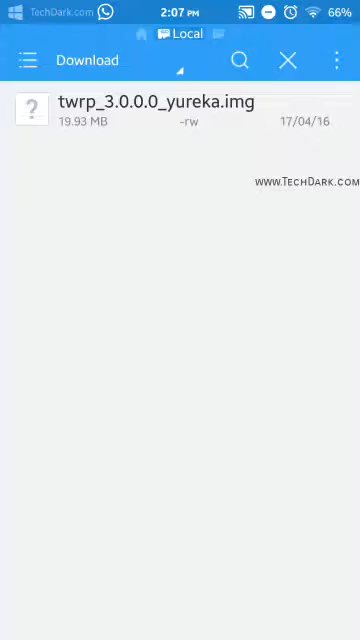 TechDark.com 2:07 PM 66%
Local
Download
twrp_3.0.0.0_yureka.img
19.93 MB -rw 17/04/16
www.TechDark.com